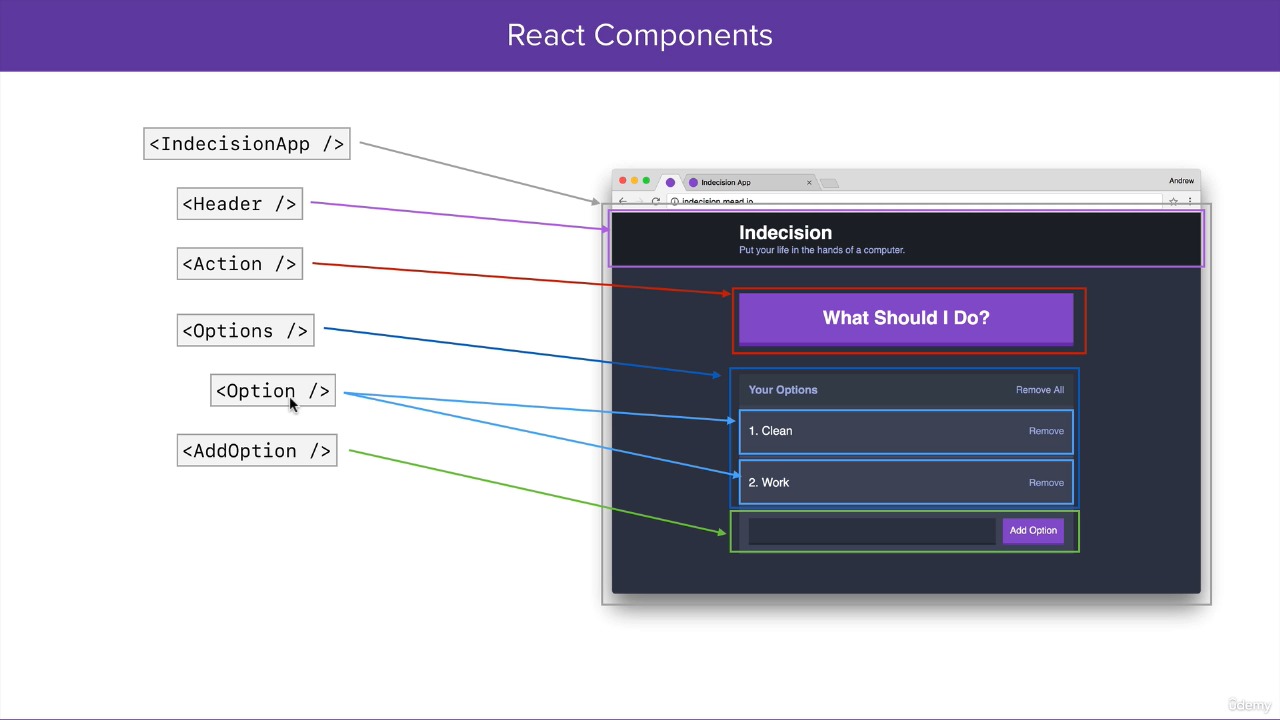 React Components
<IndecisionApp />
<Header />
<Action />
<Options />
<Option />
<AddOption />
Indecision App
Andrew
indecision.mead.io
Indecision
Put your life in the hands of a computer.
What Should I Do?
Your Options Remove All
1. Clean Remove
2. Work Remove
Add Option
ûdemy